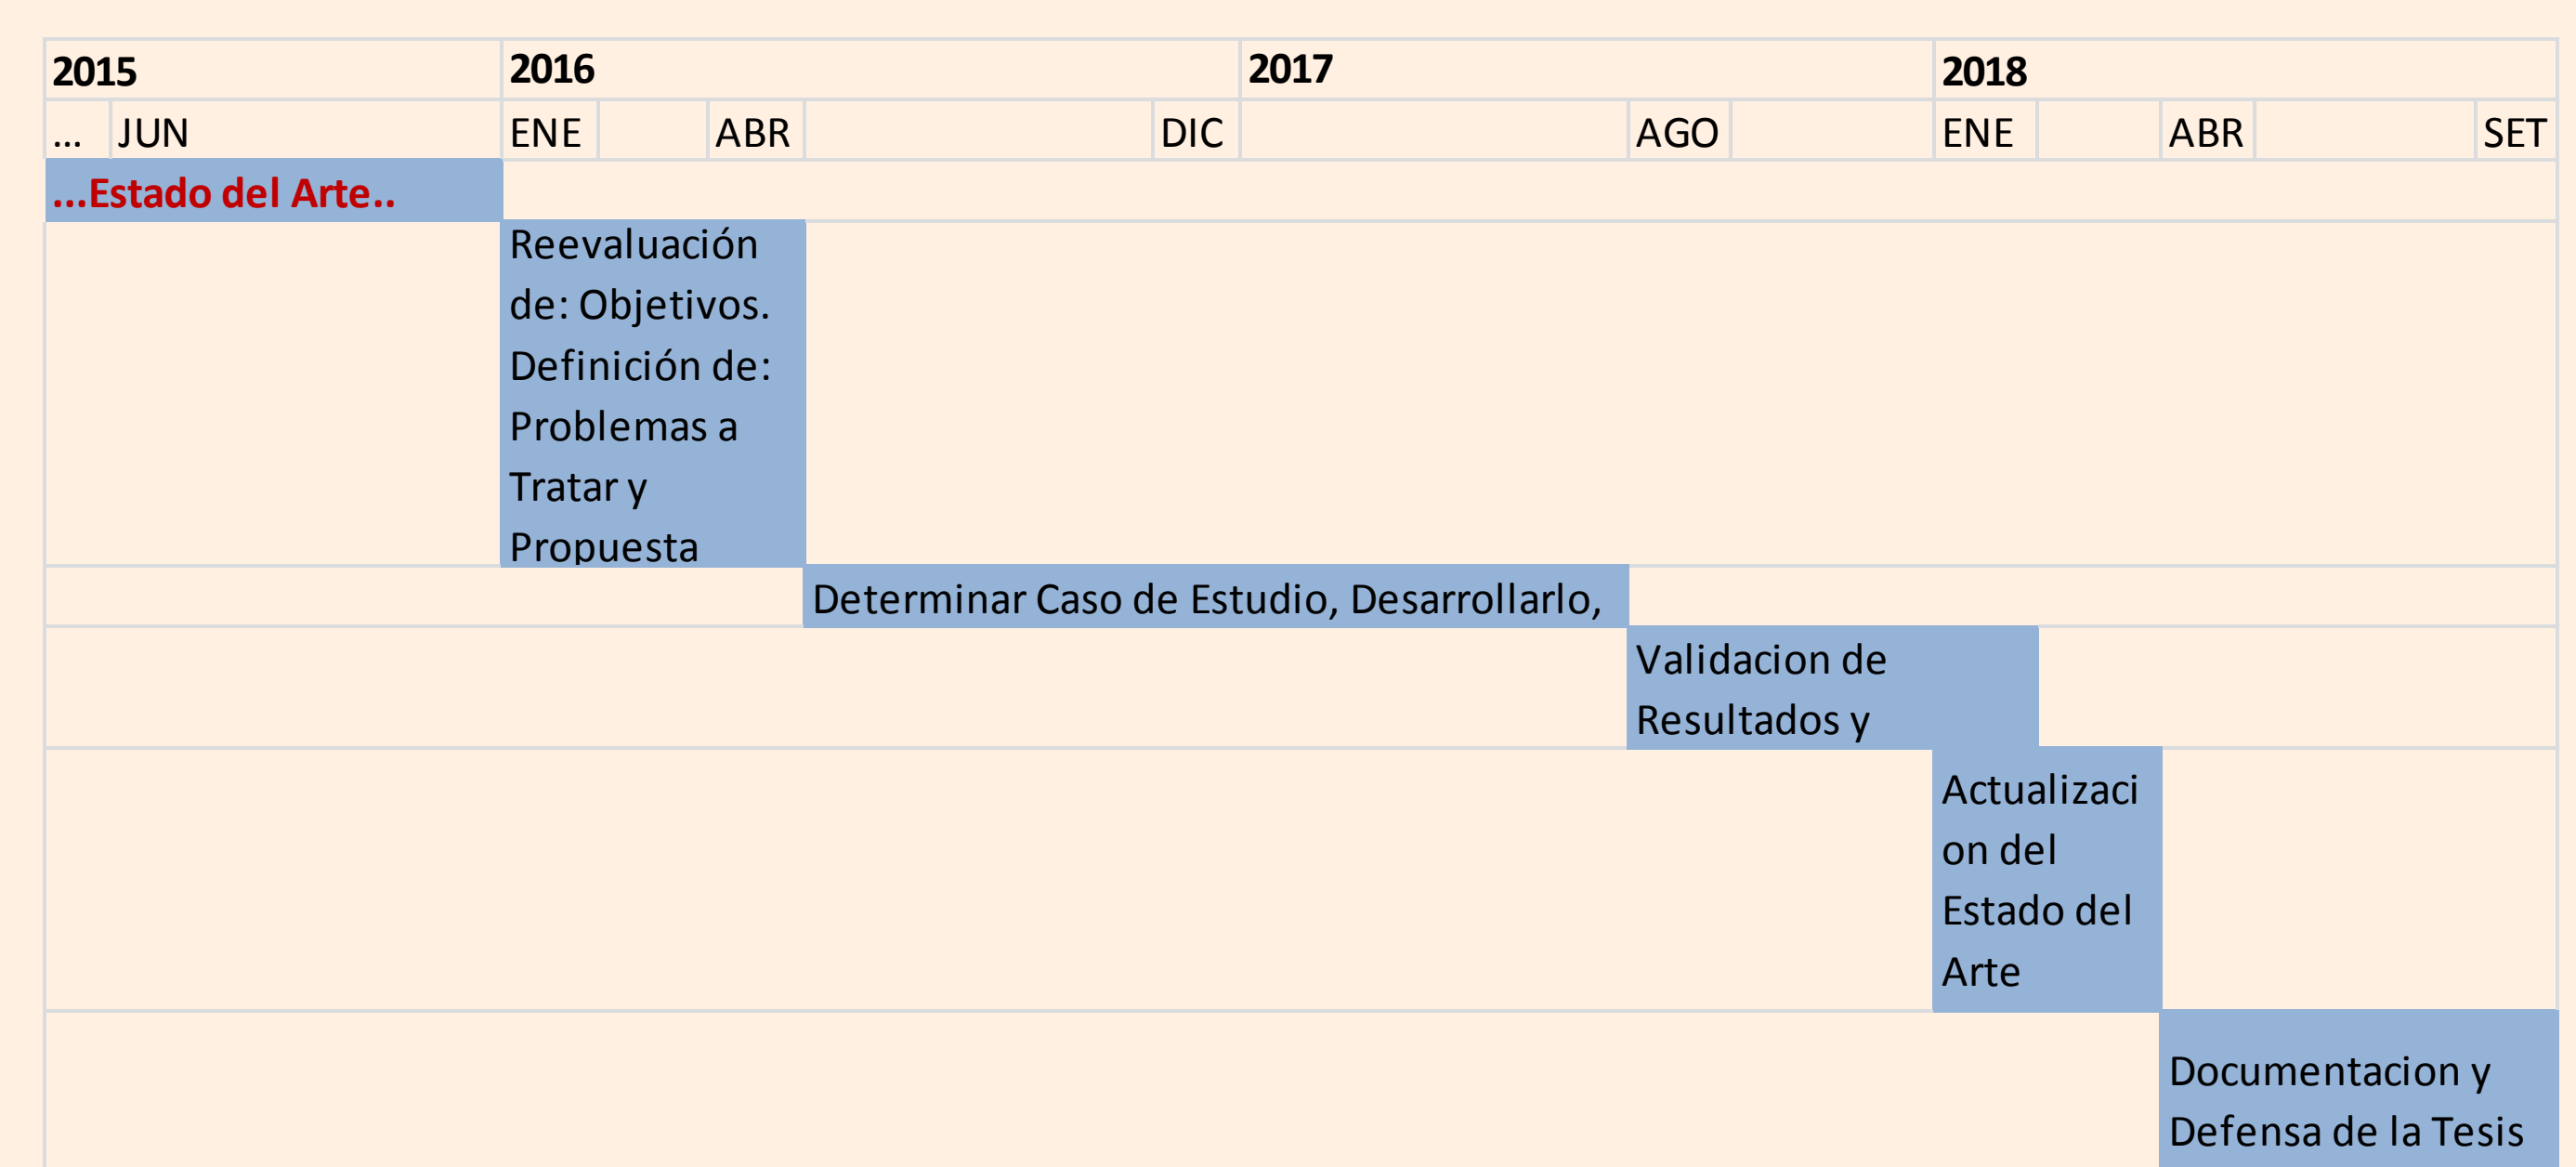 2015 2016 2017 2018
... JUN ENE ABR DIC AGO ENE ABR SET
...Estado del Arte..
Reevaluación
de: Objetivos.
Definición de:
Problemas a
Tratar y
Propuesta
Determinar Caso de Estudio, Desarrollarlo,
Validacion de
Resultados y
Actualizaci
on del
Estado del
Arte
Documentacion y
Defensa de la Tesis